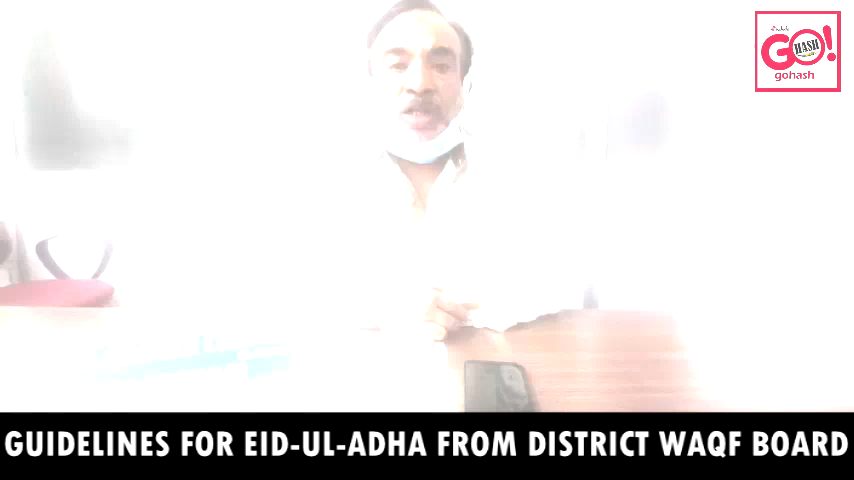 GO!
HASH
gohash
GUIDELINES FOR EID-UL-ADHA FROM DISTRICT WAQF BOARD